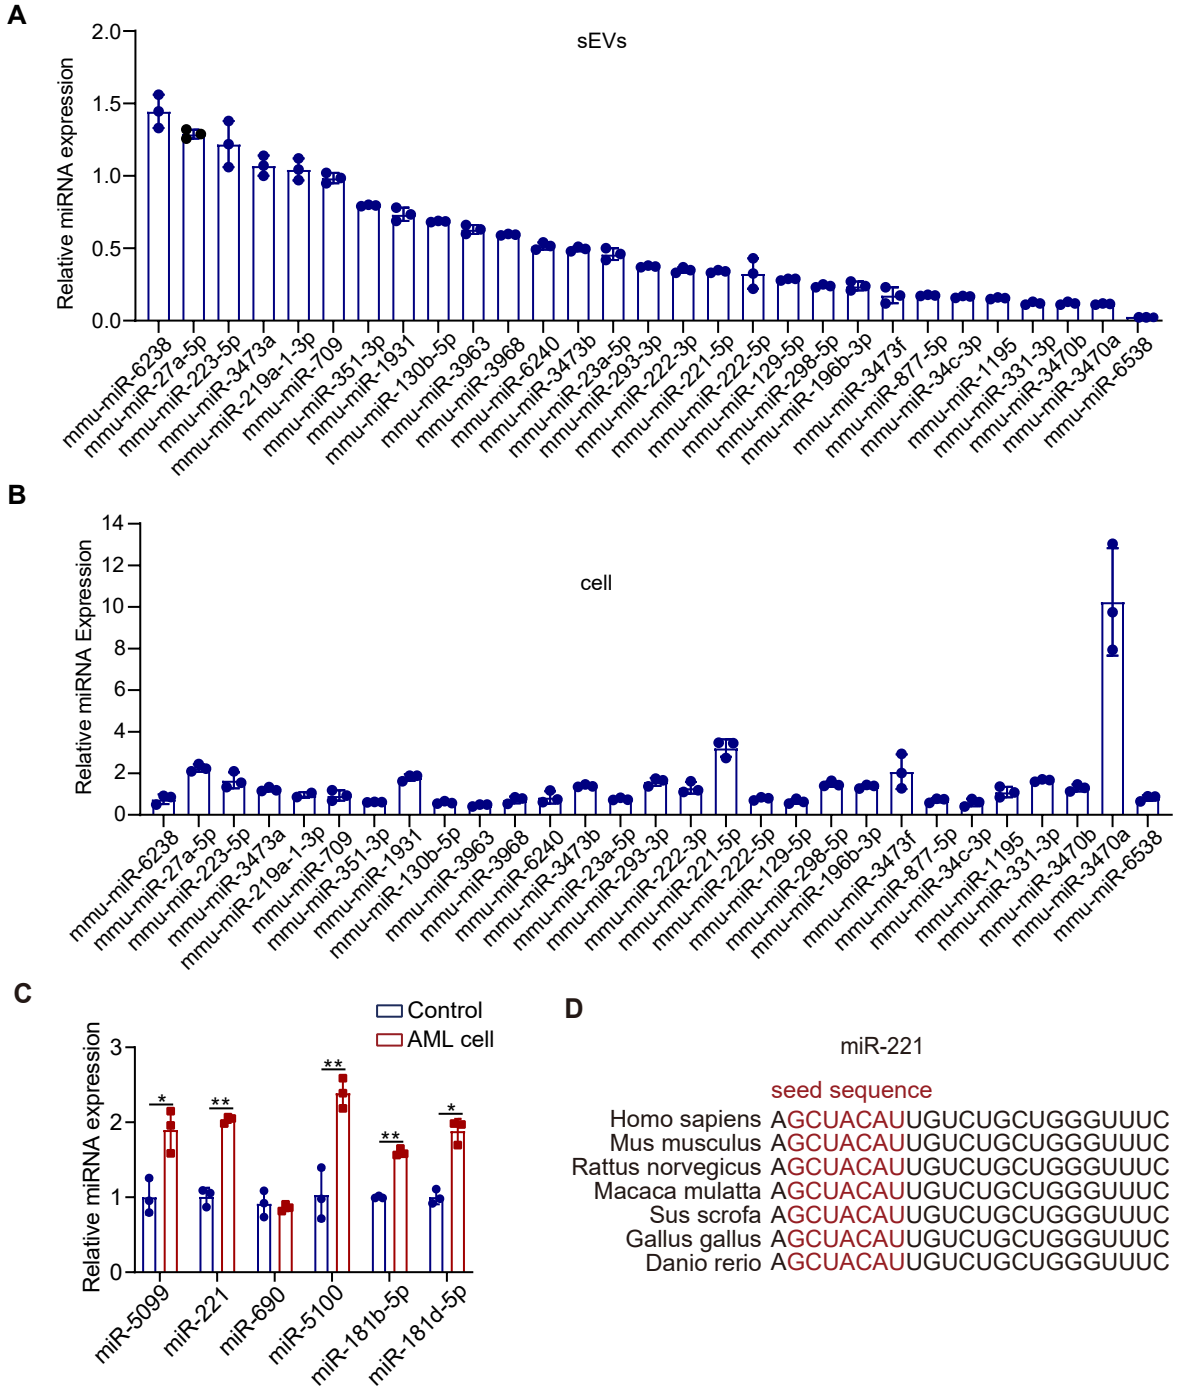 A
sEVs
Relative miRNA expression
2.0
1.5
1.0
0.5
0.0
mmu-miR-6238
mmu-miR-27a-5p
mmu-miR-223-5p
mmu-miR-3473a
mmu-miR-219a-1-3p
mmu-miR-709
mmu-miR-351-3p
mmu-miR-1931
mmu-miR-130b-5p
mmu-miR-3963
mmu-miR-3968
mmu-miR-6240
mmu-miR-3473b
mmu-miR-23a-5p
mmu-miR-293-3p
mmu-miR-222-3p
mmu-miR-221-5p
mmu-miR-222-5p
mmu-miR-129-5p
mmu-miR-298-5p
mmu-miR-196b-3p
mmu-miR-3473f
mmu-miR-877-5p
mmu-miR-34c-3p
mmu-miR-1195
mmu-miR-331-3p
mmu-miR-3470b
mmu-miR-3470a
mmu-miR-6538
B
cell
Relative miRNA Expression
14
12
10
8
6
4
2
0
mmu-miR-6238
mmu-miR-27a-5p
mmu-miR-223-5p
mmu-miR-3473a
mmu-miR-219a-1-3p
mmu-miR-709
mmu-miR-351-3p
mmu-miR-1931
mmu-miR-130b-5p
mmu-miR-3963
mmu-miR-3968
mmu-miR-6240
mmu-miR-3473b
mmu-miR-23a-5p
mmu-miR-293-3p
mmu-miR-222-3p
mmu-miR-221-5p
mmu-miR-222-5p
mmu-miR-129-5p
mmu-miR-298-5p
mmu-miR-196b-3p
mmu-miR-3473f
mmu-miR-877-5p
mmu-miR-34c-3p
mmu-miR-1195
mmu-miR-331-3p
mmu-miR-3470b
mmu-miR-3470a
mmu-miR-6538
C
Control
AML cell
Relative miRNA expression
3
2
1
0
*
**
**
**
*
miR-5099
miR-221
miR-690
miR-5100
miR-181b-5p
miR-181d-5p
D
miR-221
seed sequence
Homo sapiens AGCUACAUUGUCUGCUGGGUUUC
Mus musculus AGCUACAUUGUCUGCUGGGUUUC
Rattus norvegicus AGCUACAUUGUCUGCUGGGUUUC
Macaca mulatta AGCUACAUUGUCUGCUGGGUUUC
Sus scrofa AGCUACAUUGUCUGCUGGGUUUC
Gallus gallus AGCUACAUUGUCUGCUGGGUUUC
Danio rerio AGCUACAUUGUCUGCUGGGUUUC